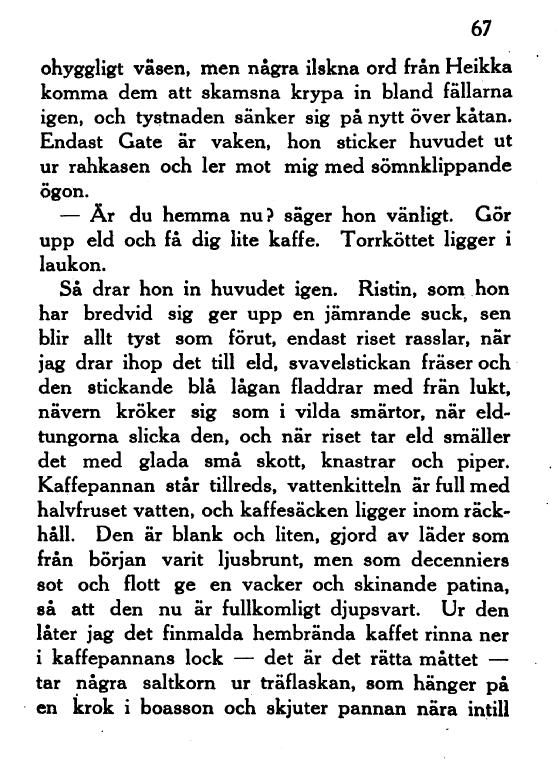 67
ohyggligt väsen, men några ilskna ord från Heikka
komma dem att skamsna krypa in bland fällarna
igen, och tystnaden sänker sig på nytt över kåtan.
Endast Gate är vaken, hon sticker huvudet ut
ur rahkasen och ler mot mig med sömnklippande
ögon.
— Är du hemma nu? säger hon vänligt. Gör
upp eld och få dig lite kaffe. Torrköttet ligger i
laukon.
Så drar hon in huvudet igen. Ristin, som hon
har bredvid sig ger upp en jämrande suck, sen
blir allt tyst som förut, endast riset rasslar, när
jag drar ihop det till eld, svavelstickan fräser och
den stickande blå lågan fladdrar med frän lukt,
nävern kröker sig som i vilda smärtor, när eld-
tungorna slicka den, och när riset tar eld smäller
det med glada små skott, knastrar och piper.
Kaffepannan står tillreds, vattenkitteln är full med
halvfruset vatten, och kaffesäcken ligger inom räck-
håll. Den är blank och liten, gjord av läder som
från början varit ljusbrunt, men som decenniers
sot och flott ge en vacker och skinande patina,
så att den nu är fullkomligt djupsvart. Ur den
låter jag det finmalda hembrända kaffet rinna ner
i kaffepannans lock — det är det rätta måttet —
tar några saltkorn ur träflaskan, som hänger på
en krok i boasson och skjuter pannan nära intill